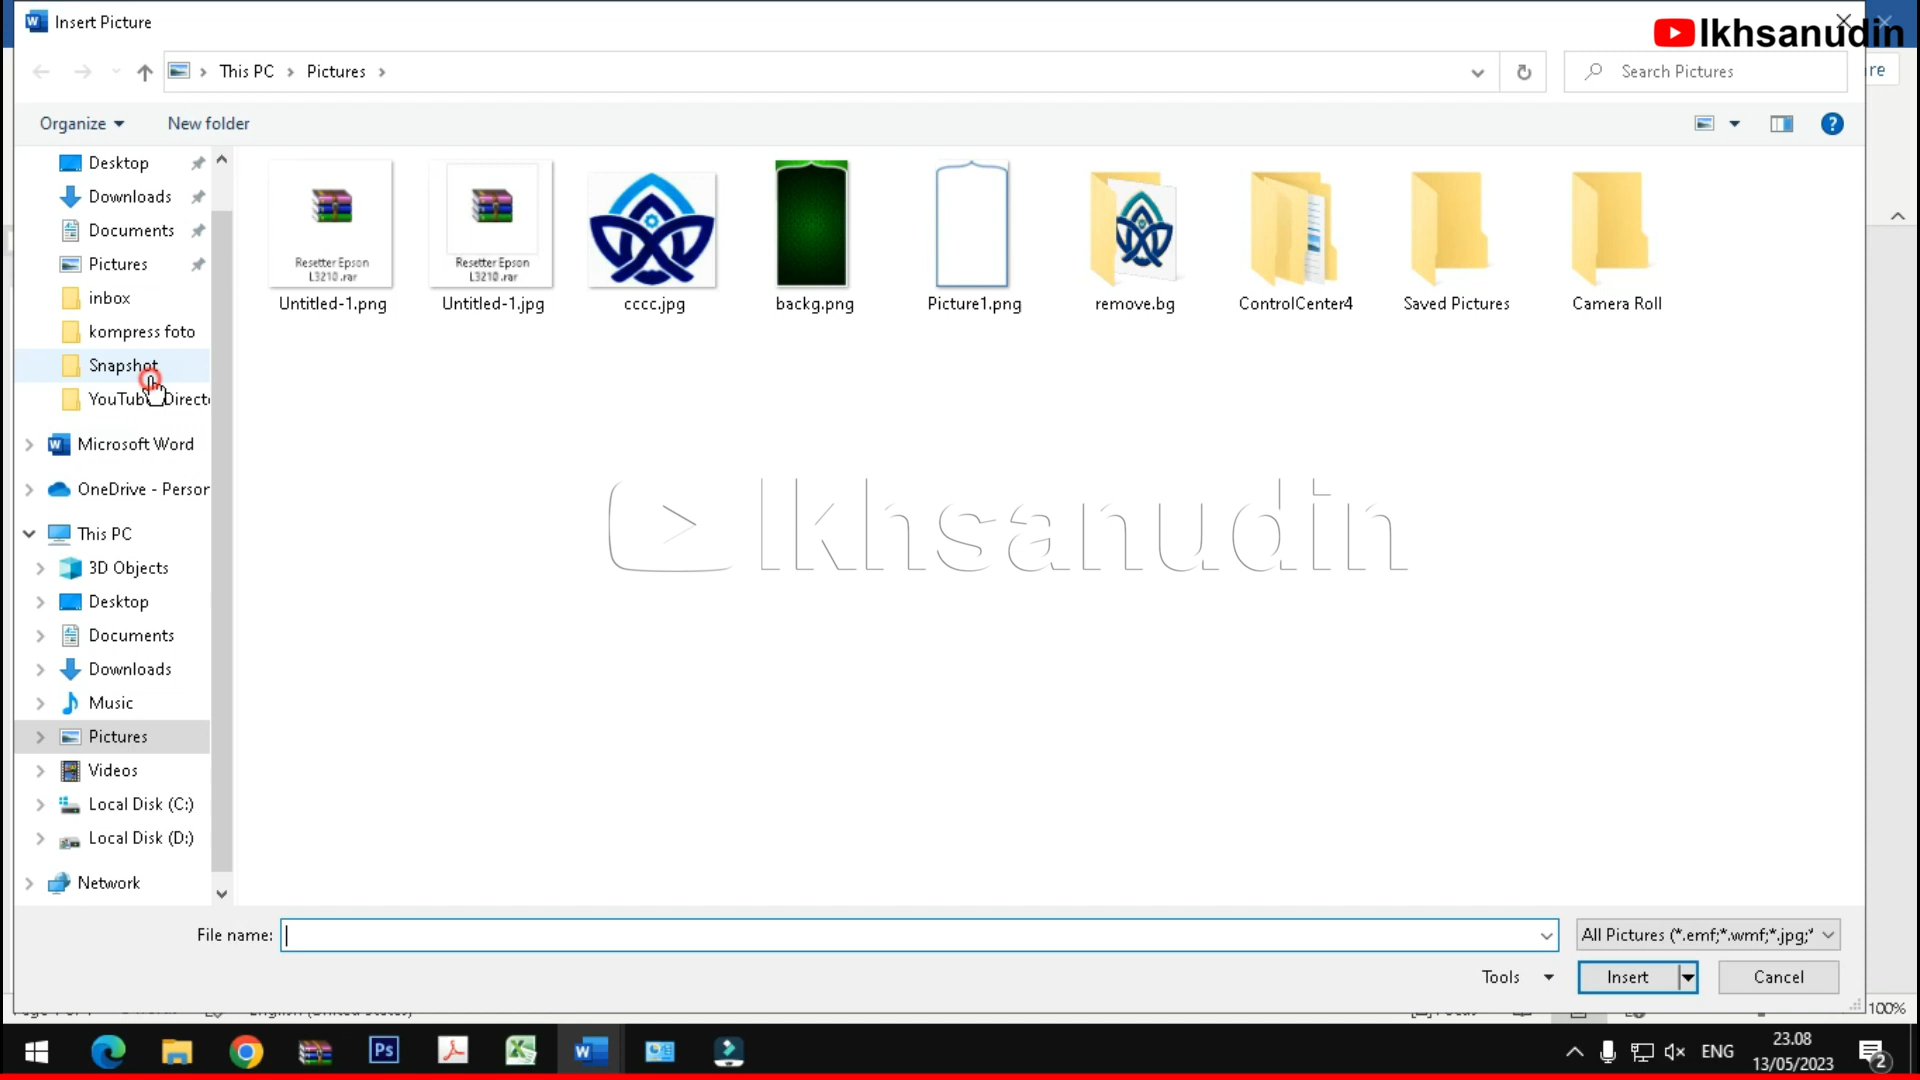 Insert Picture
Ikhsanudin
This PC
Pictures
Search Pictures
re
Organize
New folder
Desktop
Downloads
Documents
Pictures
inbox
kompress foto
Snapshot
Microsoft Word
OneDrive - Person
This PC
3D Objects
Desktop
Documents
Downloads
Music
Pictures
Videos
Local Disk (C:)
Local Disk (D:)
Network
Resetter Epson
L3210 .rar
Untitled-1.png
Resetter Epson
L3210 .rar
Untitled-1.jpg
cccc.jpg
backg.png
Picture1.png
remove.bg
ControlCenter4
Saved Pictures
Camera Roll
Ikhsanudin
File name:
All Pictures (*.emf;*.wmf;*.jpg;*
Tools
Insert
Cancel
100%
Ps
ENG
23.08
13/05/2023
2